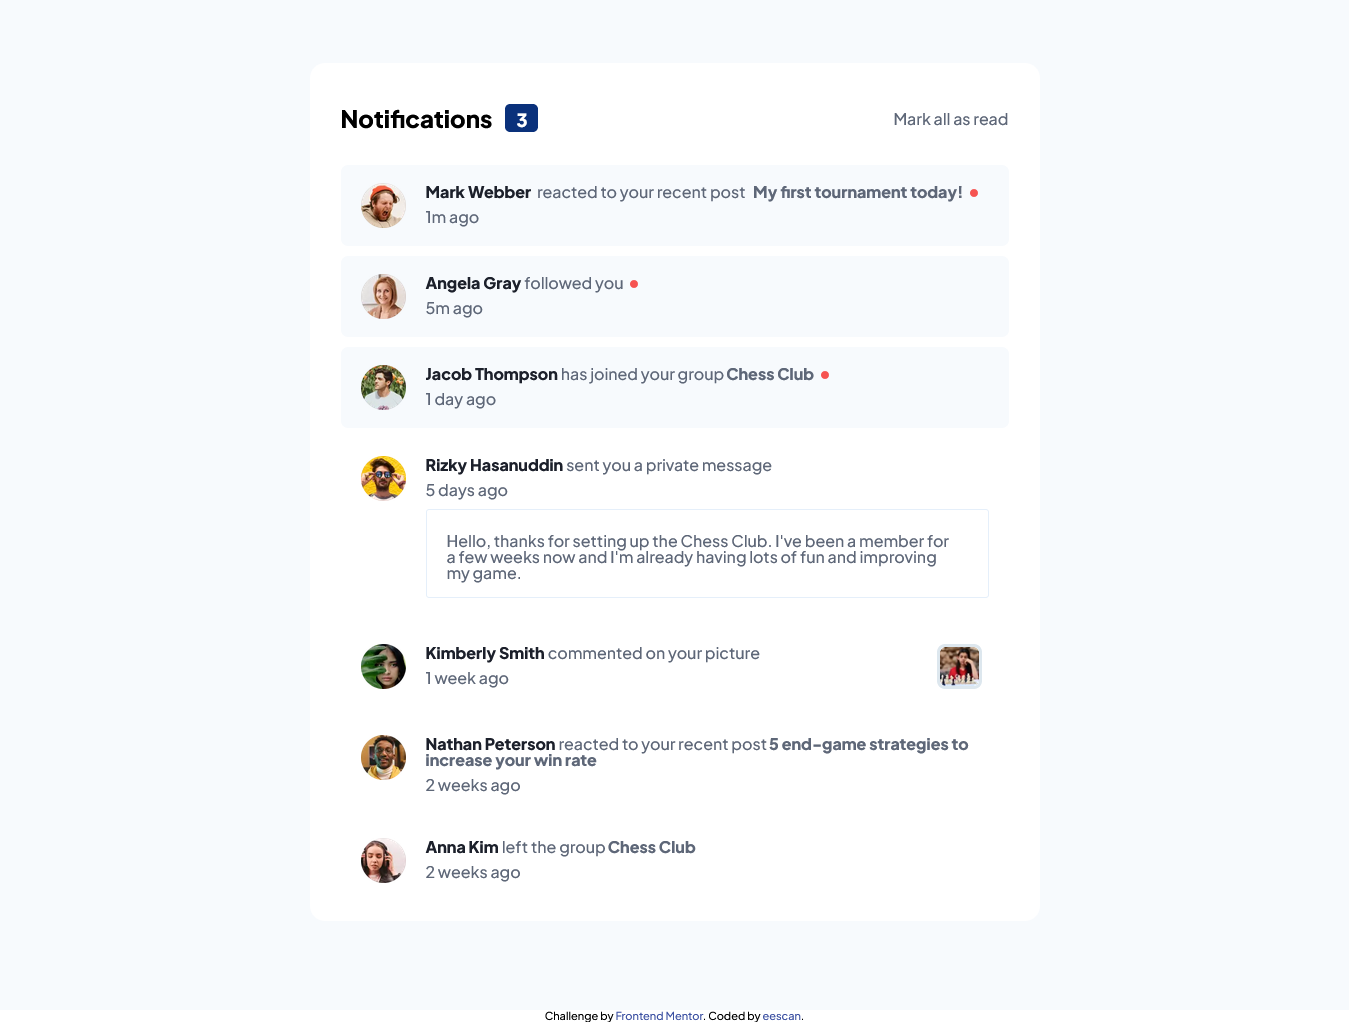 Notifications 3 Mark all as read
Mark Webber reacted to your recent post My first tournament today!
1m ago
Angela Gray followed you
5m ago
Jacob Thompson has joined your group Chess Club
1 day ago
Rizky Hasanuddin sent you a private message
5 days ago
Hello, thanks for setting up the Chess Club. I've been a member for
a few weeks now and I'm already having lots of fun and improving
my game.
Kimberly Smith commented on your picture
1 week ago
Nathan Peterson reacted to your recent post 5 end-game strategies to
increase your win rate
2 weeks ago
Anna Kim left the group Chess Club
2 weeks ago
Challenge by Frontend Mentor. Coded by eescan.